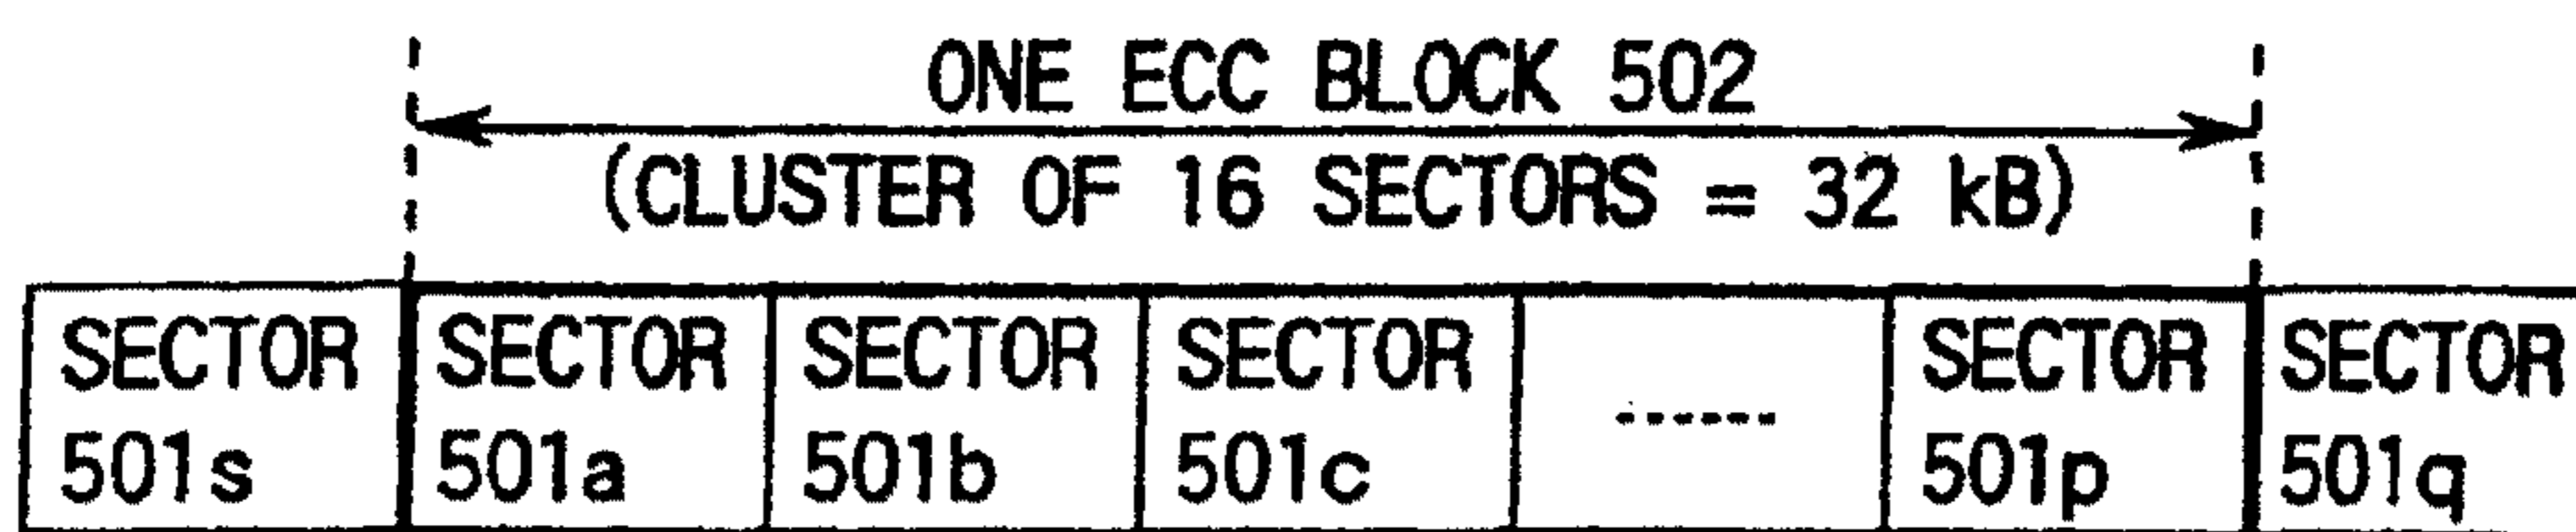 ONE ECC BLOCK 502
(CLUSTER OF 16 SECTORS = 32 kB)
SECTOR 501s
SECTOR 501a
SECTOR 501b
SECTOR 501c
------
SECTOR 501p
SECTOR 501q